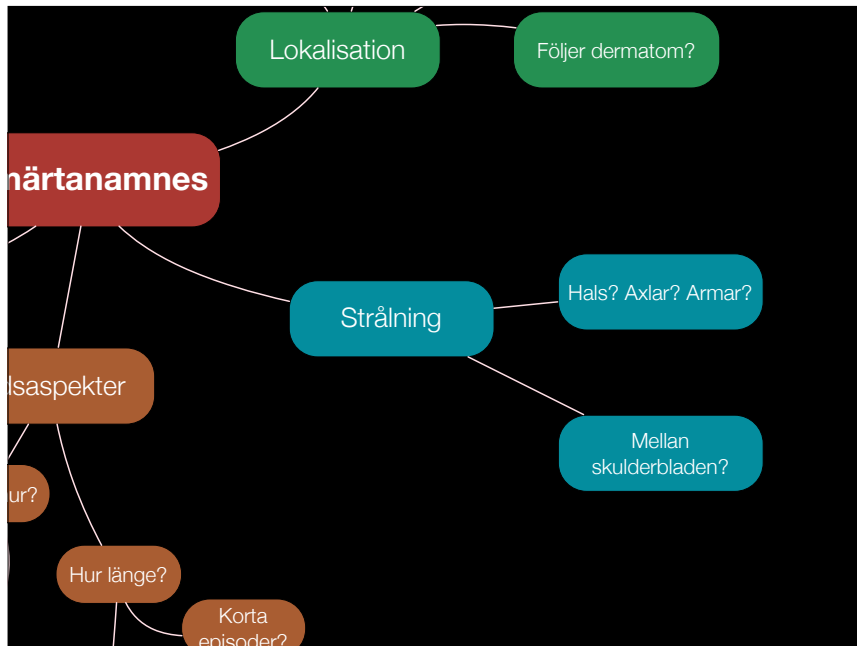 Lokalisation
Följer dermatom?
märtanamnes
Hals? Axlar? Armar?
Strålning
dsaspekter
Mellan
skulderbladen?
ur?
Hur länge?
Korta
episoder?